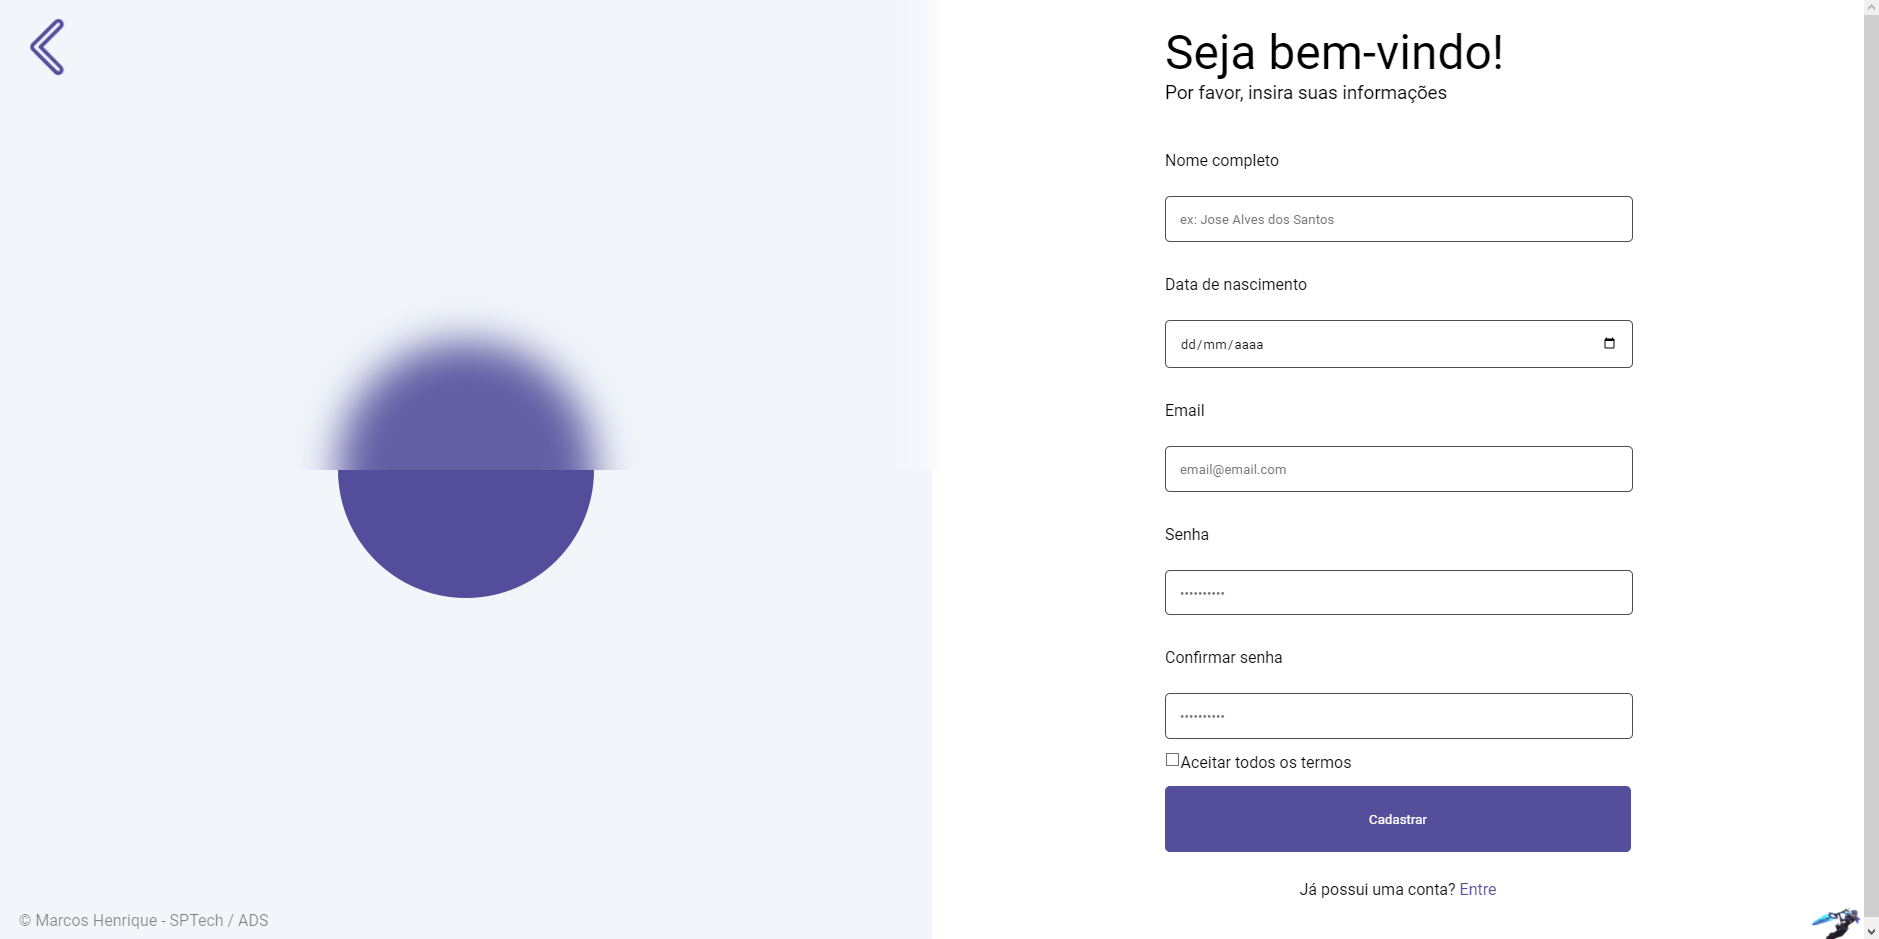 Seja bem-vindo!
Por favor, insira suas informações
Nome completo
ex: Jose Alves dos Santos
Data de nascimento
dd/mm/aaaa
Email
email@email.com
Senha
••••••••••
Confirmar senha
••••••••••
Aceitar todos os termos
Cadastrar
Já possui uma conta? Entre
© Marcos Henrique - SPTech / ADS